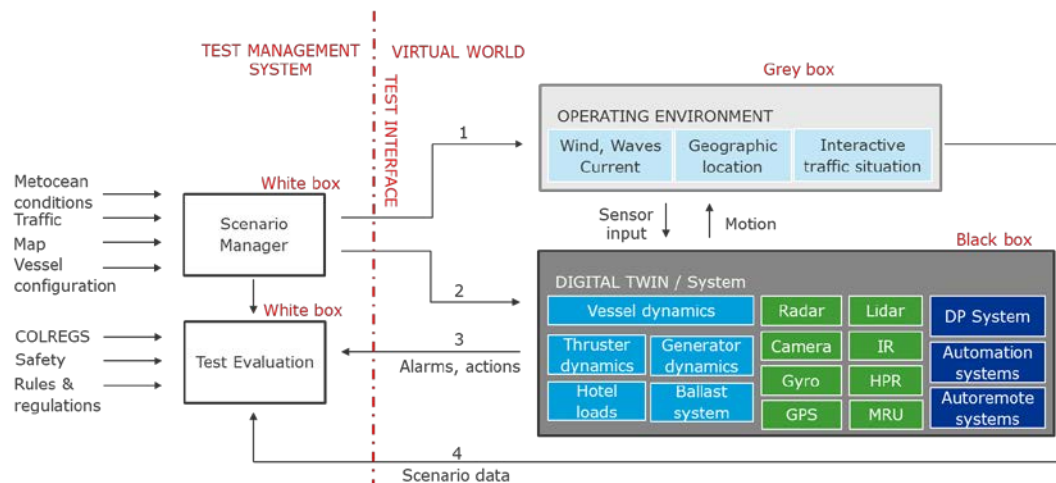 TEST MANAGEMENT
SYSTEM
VIRTUAL WORLD
TEST INTERFACE
Grey box
OPERATING ENVIRONMENT
Wind, Waves
Current
Geographic
location
Interactive
traffic situation
1
Metocean
conditions
Traffic
Map
Vessel
configuration
White box
Scenario
Manager
Sensor
input
Motion
Black box
2
DIGITAL TWIN / System
Vessel dynamics
Thruster
dynamics
Generator
dynamics
Hotel
loads
Ballast
system
Radar
Lidar
Camera
IR
Gyro
HPR
GPS
MRU
DP System
Automation
systems
Autoremote
systems
White box
COLREGS
Safety
Rules &
regulations
Test Evaluation
3
Alarms, actions
4
Scenario data